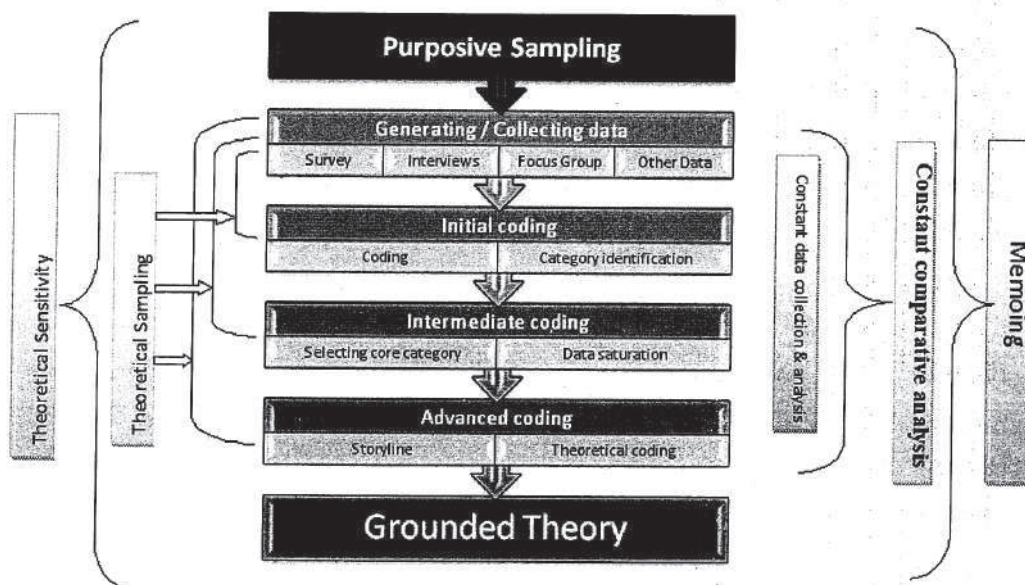 Purposive Sampling
Generating / Collecting data
Survey
Interviews
Focus Group
Other Data
Initial coding
Coding
Category identification
Intermediate coding
Selecting core category
Data saturation
Advanced coding
Storyline
Theoretical coding
Grounded Theory
Theoretical Sensitivity
Theoretical Sampling
Constant data collection & analysis
Constant comparative analysis
Memoing